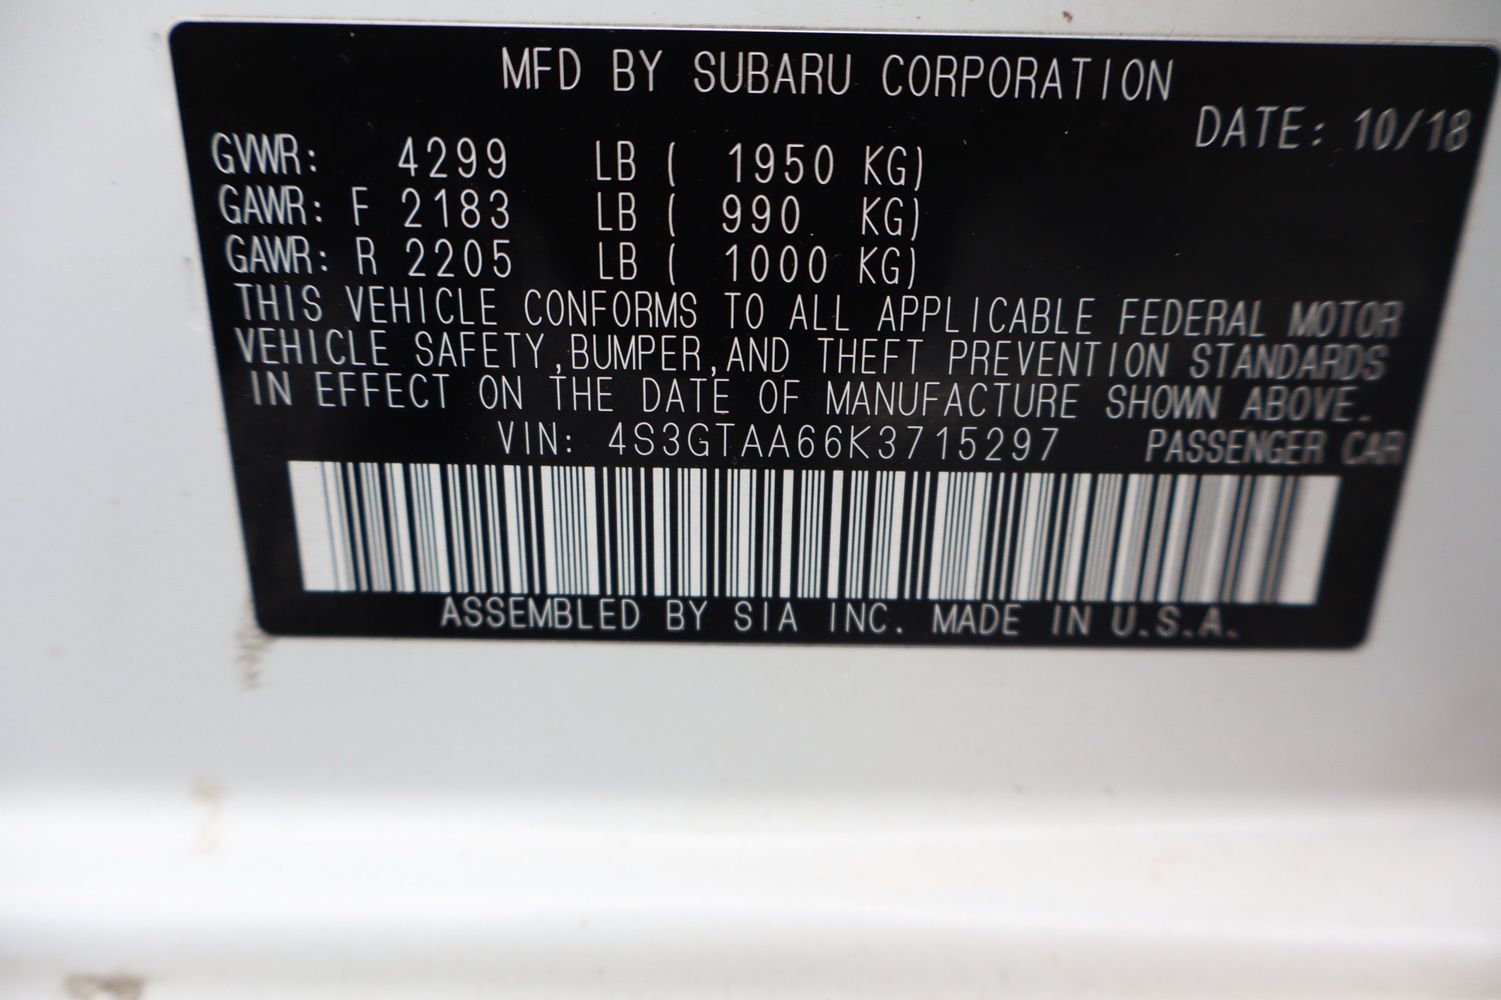 MFD BY SUBARU CORPORATION
DATE: 10/18
GVWR: 4299 LB ( 1950 KG)
GAWR: F 2183 LB ( 990 KG)
GAWR: R 2205 LB ( 1000 KG)
THIS VEHICLE CONFORMS TO ALL APPLICABLE FEDERAL MOTOR
VEHICLE SAFETY,BUMPER,AND THEFT PREVENTION STANDARDS
IN EFFECT ON THE DATE OF MANUFACTURE SHOWN ABOVE.
VIN: 4S3GTAA66K3715297 PASSENGER CAR
ASSEMBLED BY SIA INC. MADE IN U.S.A.